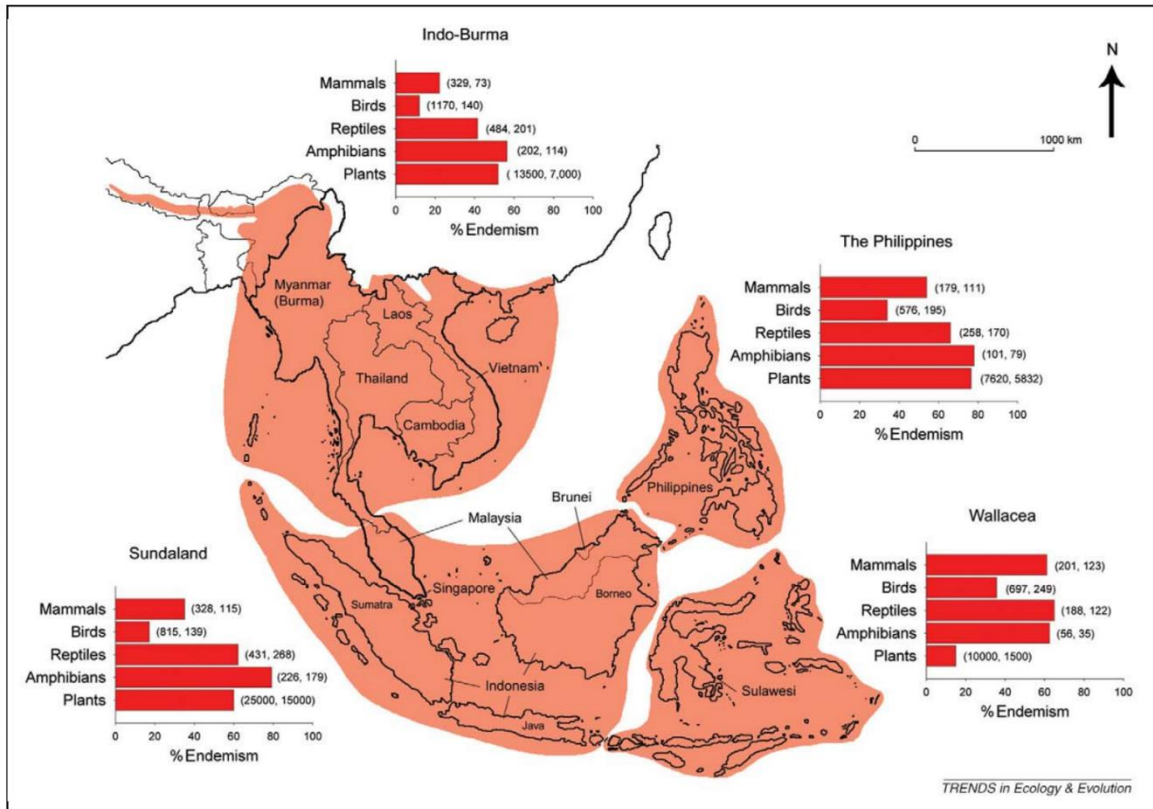 Indo-Burma
Mammals (329, 73)
Birds (1170, 140)
Reptiles (484, 201)
Amphibians (202, 114)
Plants ( 13500, 7,000)
0 20 40 60 80 100
% Endemism
N
0 1000 km
The Philippines
Mammals (179, 111)
Birds (576, 195)
Reptiles (258, 170)
Amphibians (101, 79)
Plants (7620, 5832)
0 20 40 60 80 100
% Endemism
Myanmar
(Burma)
Laos
Thailand
Vietnam
Cambodia
Philippines
Brunei
Malaysia
Singapore
Sumatra
Borneo
Indonesia
Java
Sulawesi
Sundaland
Mammals (328, 115)
Birds (815, 139)
Reptiles (431, 268)
Amphibians (226, 179)
Plants (25000, 15000)
0 20 40 60 80 100
% Endemism
Wallacea
Mammals (201, 123)
Birds (697, 249)
Reptiles (188, 122)
Amphibians (56, 35)
Plants (10000, 1500)
0 20 40 60 80 100
% Endemism
TRENDS in Ecology & Evolution